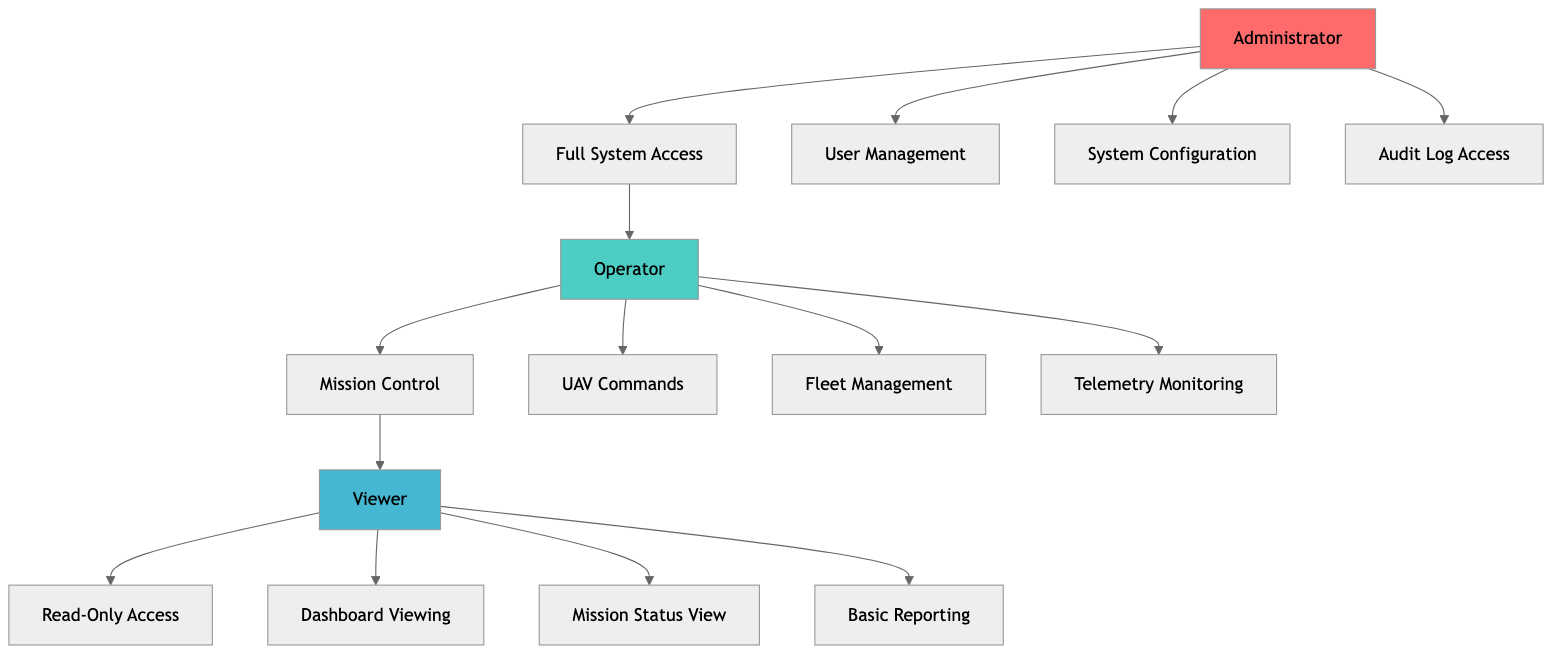 Administrator
Full System Access
User Management
System Configuration
Audit Log Access
Operator
Mission Control
UAV Commands
Fleet Management
Telemetry Monitoring
Viewer
Read-Only Access
Dashboard Viewing
Mission Status View
Basic Reporting